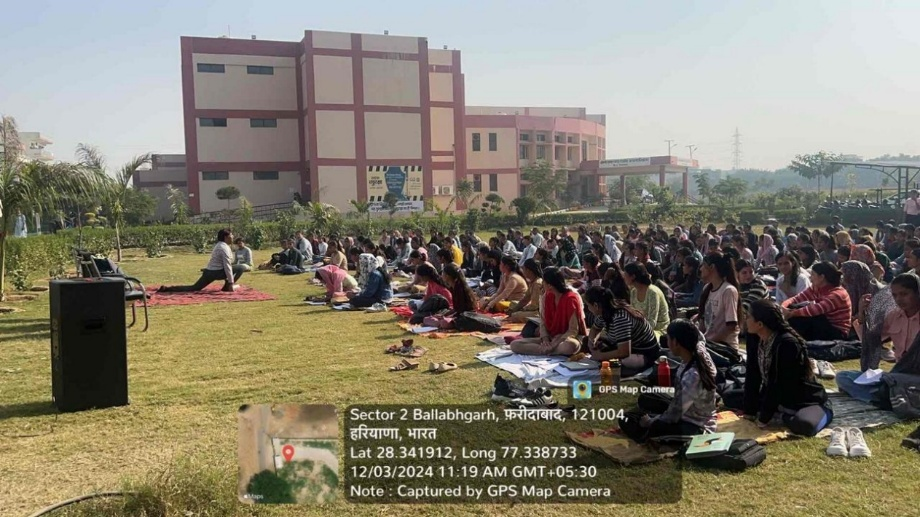 GPS Map Camera
Sector 2 Ballabhgarh, फ़रीदाबाद, 121004,
हरियाणा, भारत
Lat 28.341912, Long 77.338733
12/03/2024 11:19 AM GMT+05:30
Note : Captured by GPS Map Camera
Maps